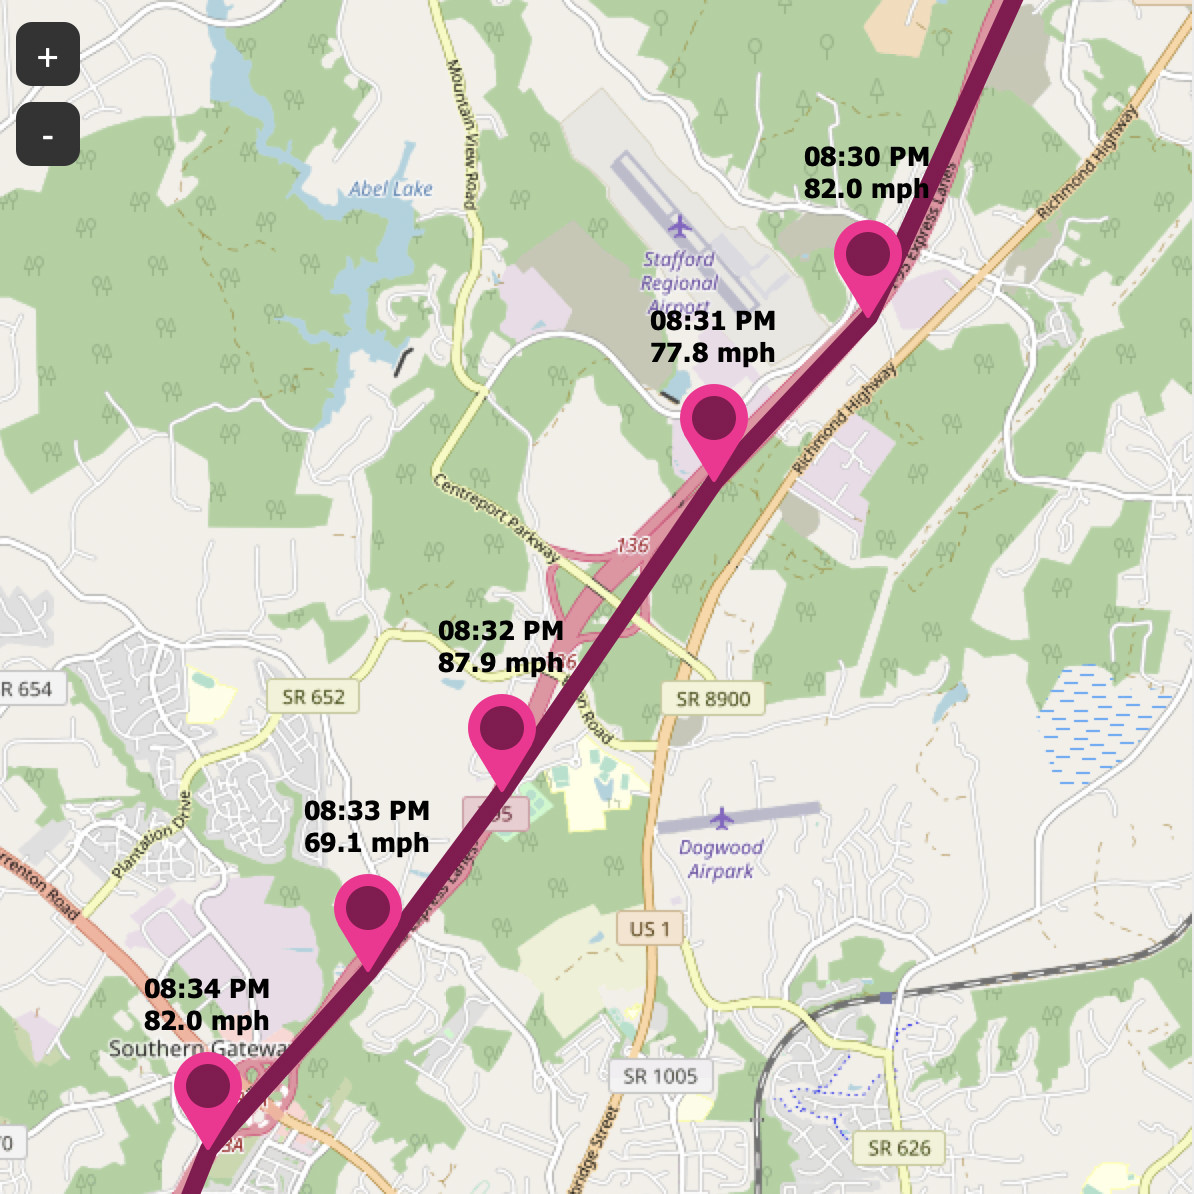 +
-
Mountain View Road
Abel Lake
08:30 PM
82.0 mph
Richmond Highway
Express Lanes
Stafford
Regional
Airport
08:31 PM
77.8 mph
Richmond Highway
Centreport Parkway
136
08:32 PM
87.9 mph
SR 652
SR 8900
Road
R 654
08:33 PM
69.1 mph
Plantation Drive
Dogwood
Airpark
rrenton Road
US 1
08:34 PM
82.0 mph
Southern Gateway
SR 1005
SR 626
bridge Street